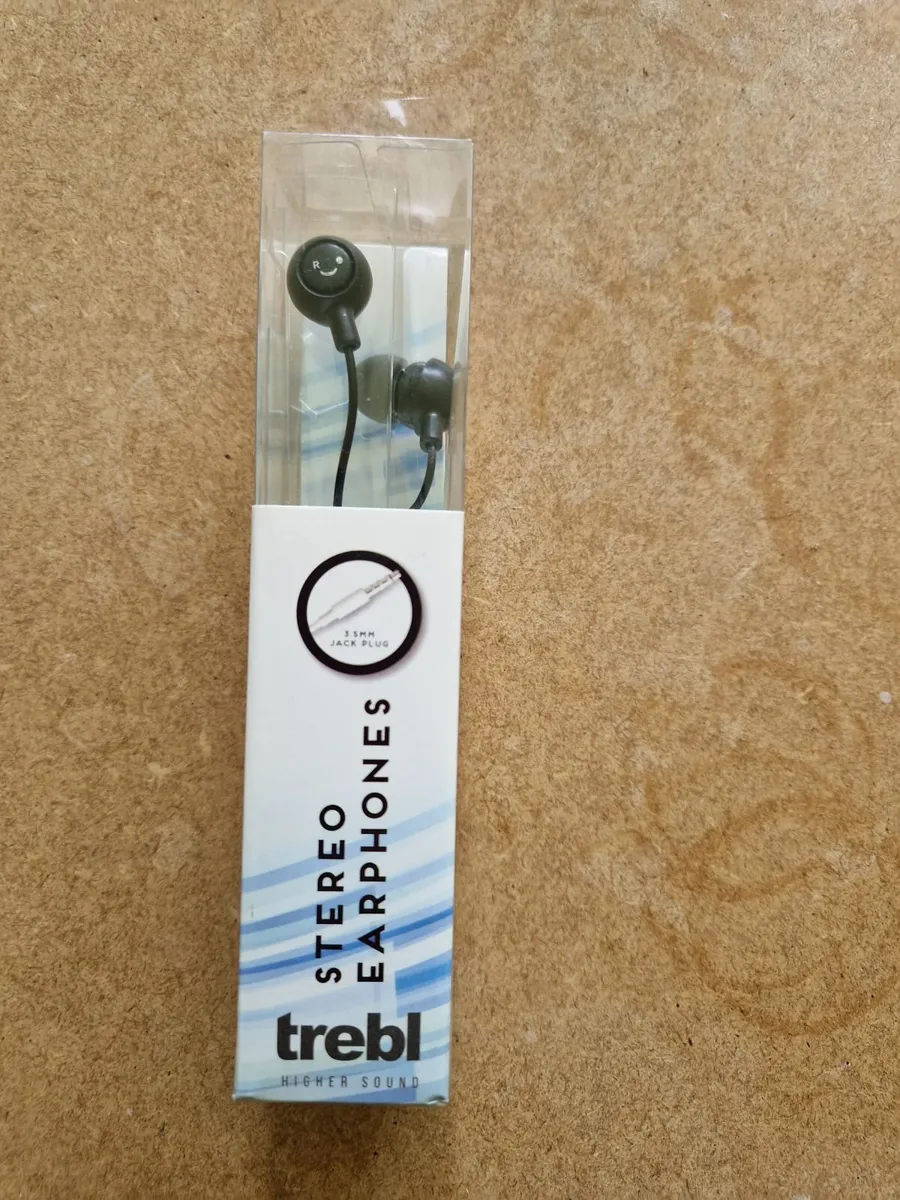 R
3.5MM
JACK PLUG
STEREO
EARPHONES
trebl
HIGHER SOUND